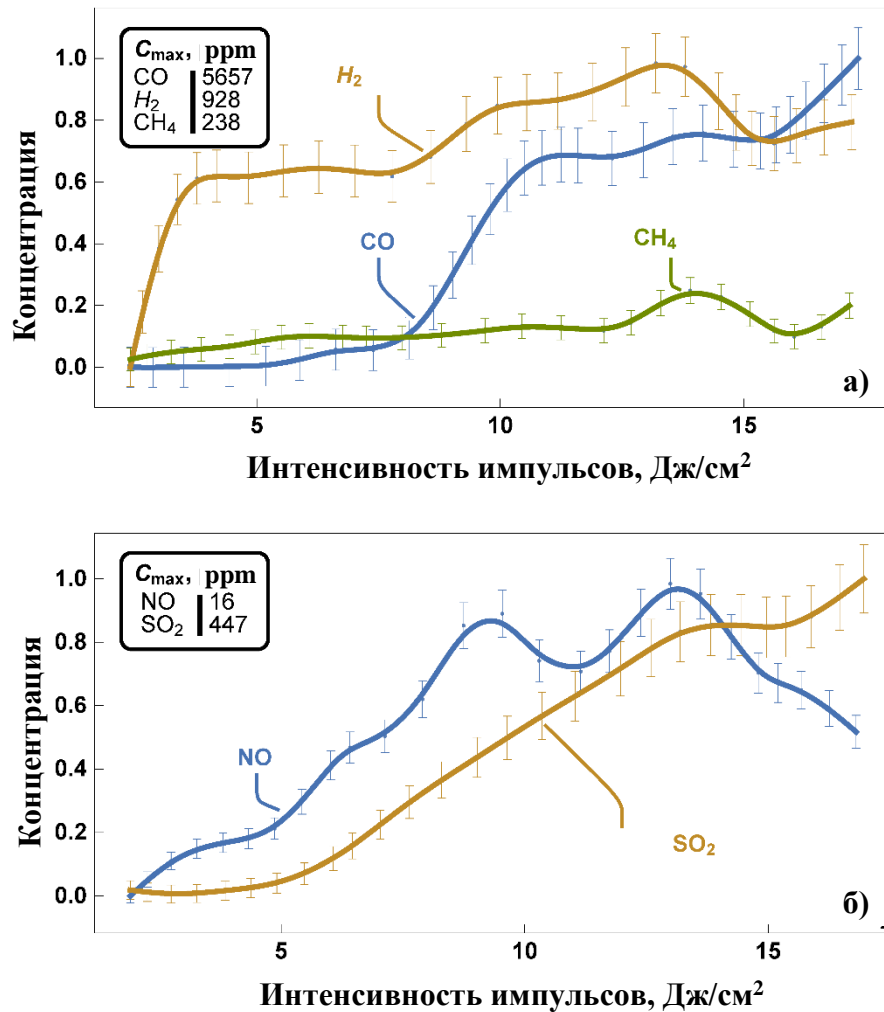 Cmax, ppm
CO 5657
H2 928
CH4 238
H2
CO
CH4
1.0
0.8
0.6
0.4
0.2
0.0
Концентрация
5 10 15
а)
Интенсивность импульсов, Дж/см²
Cmax, ppm
NO 16
SO2 447
NO
SO2
1.0
0.8
0.6
0.4
0.2
0.0
Концентрация
5 10 15
б)
Интенсивность импульсов, Дж/см²